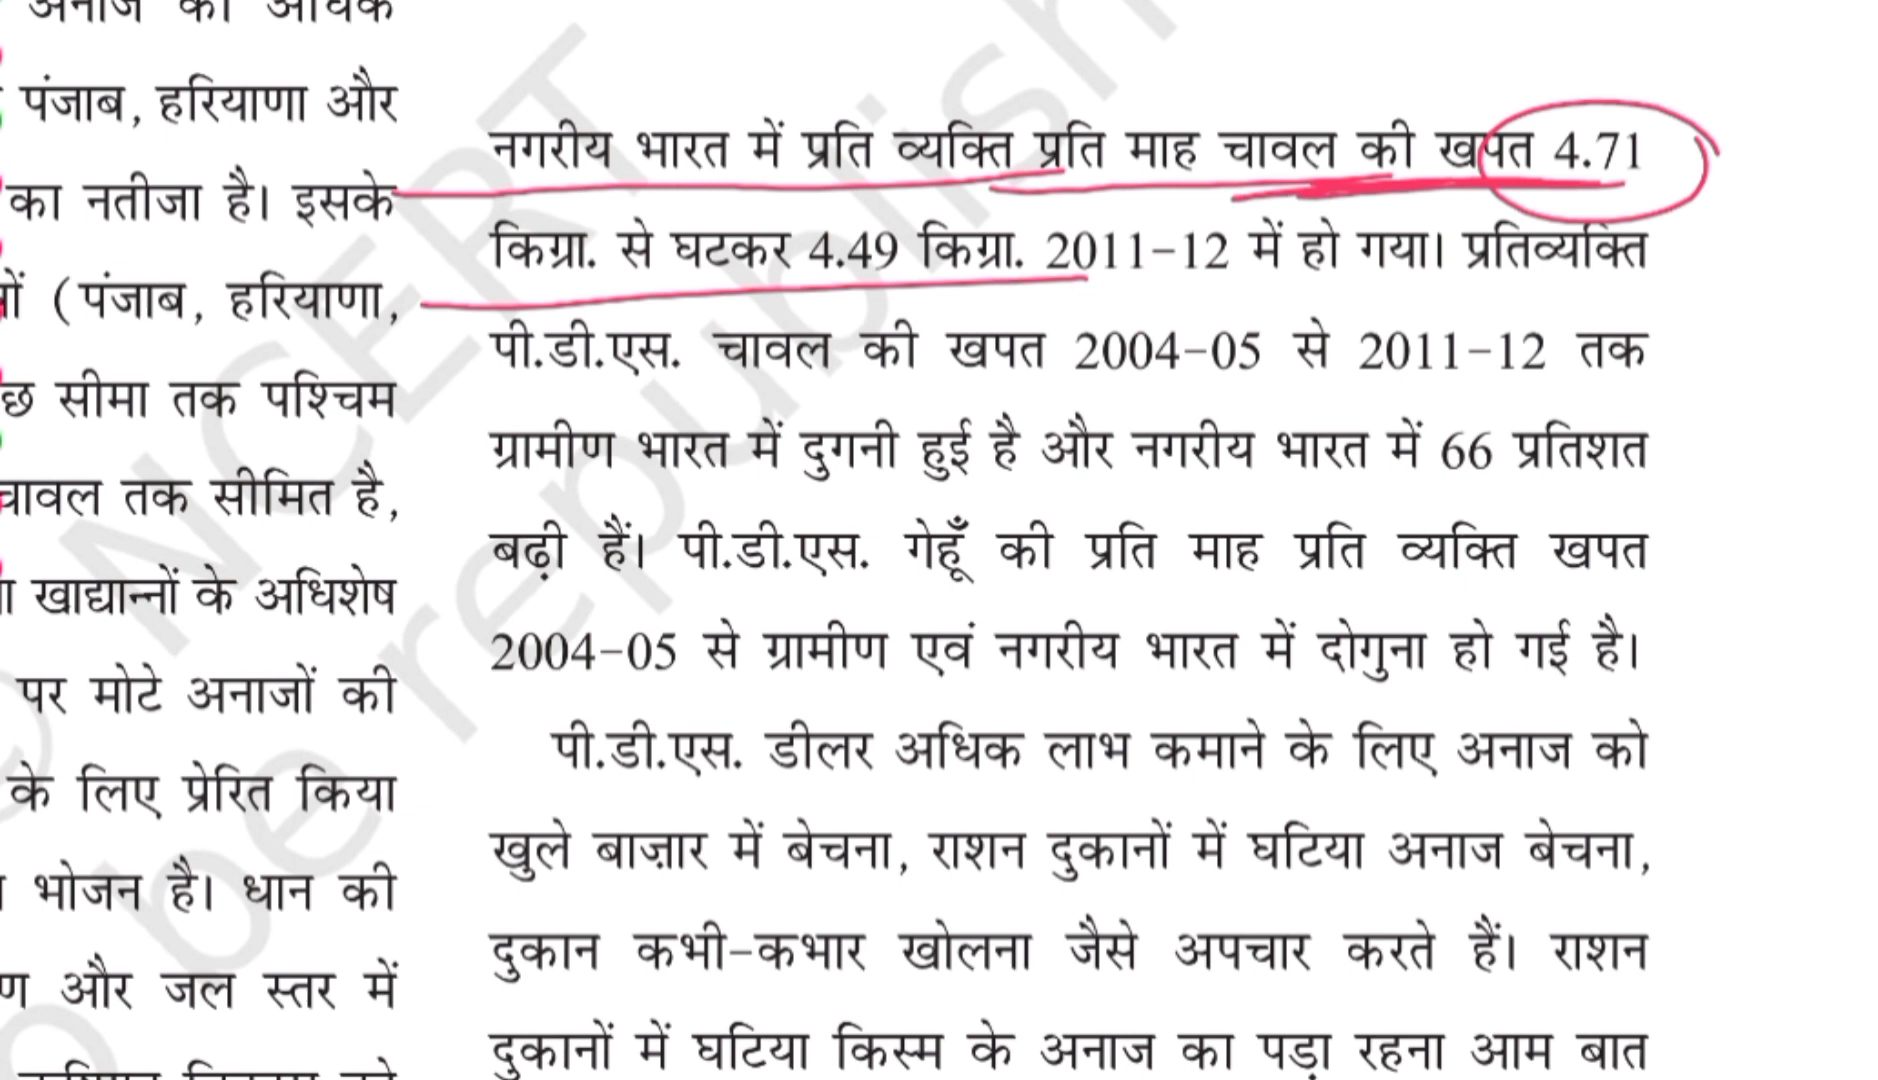 पंजाब, हरियाणा और
का नतीजा है। इसके
(पंजाब, हरियाणा,
सीमा तक पश्चिम
चावल तक सीमित है,
खाद्यान्नों के अधिशेष
पर मोटे अनाजों की
के लिए प्रेरित किया
भोजन है। धान की
और जल स्तर में
नगरीय भारत में प्रति व्यक्ति प्रति माह चावल की खपत 4.71
किग्रा. से घटकर 4.49 किग्रा. 2011-12 में हो गया। प्रतिव्यक्ति
पी.डी.एस. चावल की खपत 2004-05 से 2011-12 तक
ग्रामीण भारत में दुगनी हुई है और नगरीय भारत में 66 प्रतिशत
बढ़ी हैं। पी.डी.एस. गेहूँ की प्रति माह प्रति व्यक्ति खपत
2004-05 से ग्रामीण एवं नगरीय भारत में दोगुना हो गई है।
पी.डी.एस. डीलर अधिक लाभ कमाने के लिए अनाज को
खुले बाज़ार में बेचना, राशन दुकानों में घटिया अनाज बेचना,
दुकान कभी-कभार खोलना जैसे अपचार करते हैं। राशन
दुकानों में घटिया किस्म के अनाज का पड़ा रहना आम बात
© NCERT
be republish